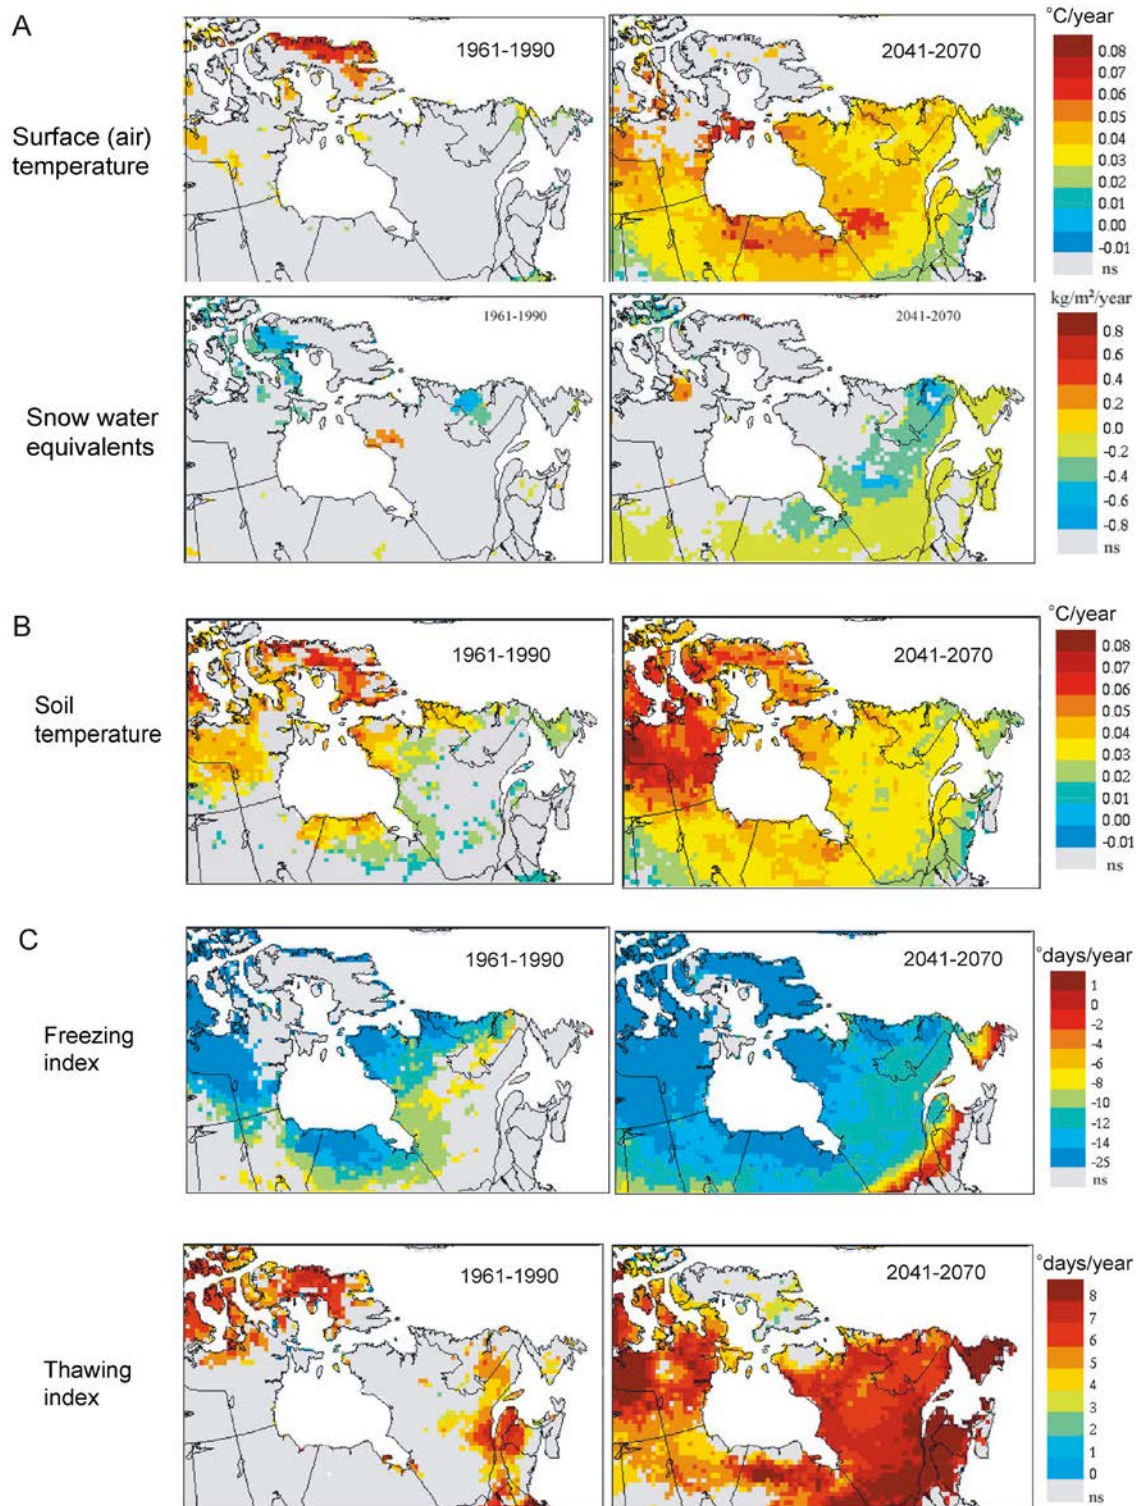 A
Surface (air)
temperature
1961-1990
2041-2070
°C/year
0.08
0.07
0.06
0.05
0.04
0.03
0.02
0.01
0.00
-0.01
ns
Snow water
equivalents
1961-1990
2041-2070
kg/m²/year
0.8
0.6
0.4
0.2
0.0
-0.2
-0.4
-0.6
-0.8
ns
B
Soil
temperature
1961-1990
2041-2070
°C/year
0.08
0.07
0.06
0.05
0.04
0.03
0.02
0.01
0.00
-0.01
ns
C
Freezing
index
1961-1990
2041-2070
°days/year
1
0
-2
-4
-6
-8
-10
-12
-14
-25
ns
Thawing
index
1961-1990
2041-2070
°days/year
8
7
6
5
4
3
2
1
0
ns